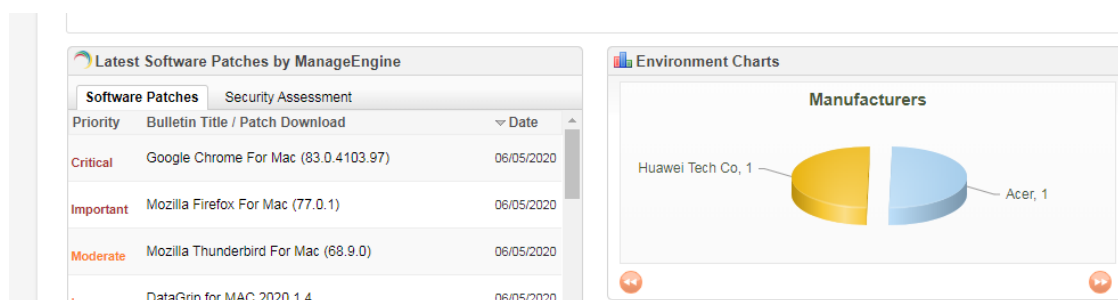 Latest Software Patches by ManageEngine
Software Patches Security Assessment
Priority Bulletin Title / Patch Download Date
Critical Google Chrome For Mac (83.0.4103.97) 06/05/2020
Important Mozilla Firefox For Mac (77.0.1) 06/05/2020
Moderate Mozilla Thunderbird For Mac (68.9.0) 06/05/2020
DataGrip for MAC 2020.1.4 06/05/2020
Environment Charts
Manufacturers
Huawei Tech Co, 1
Acer, 1